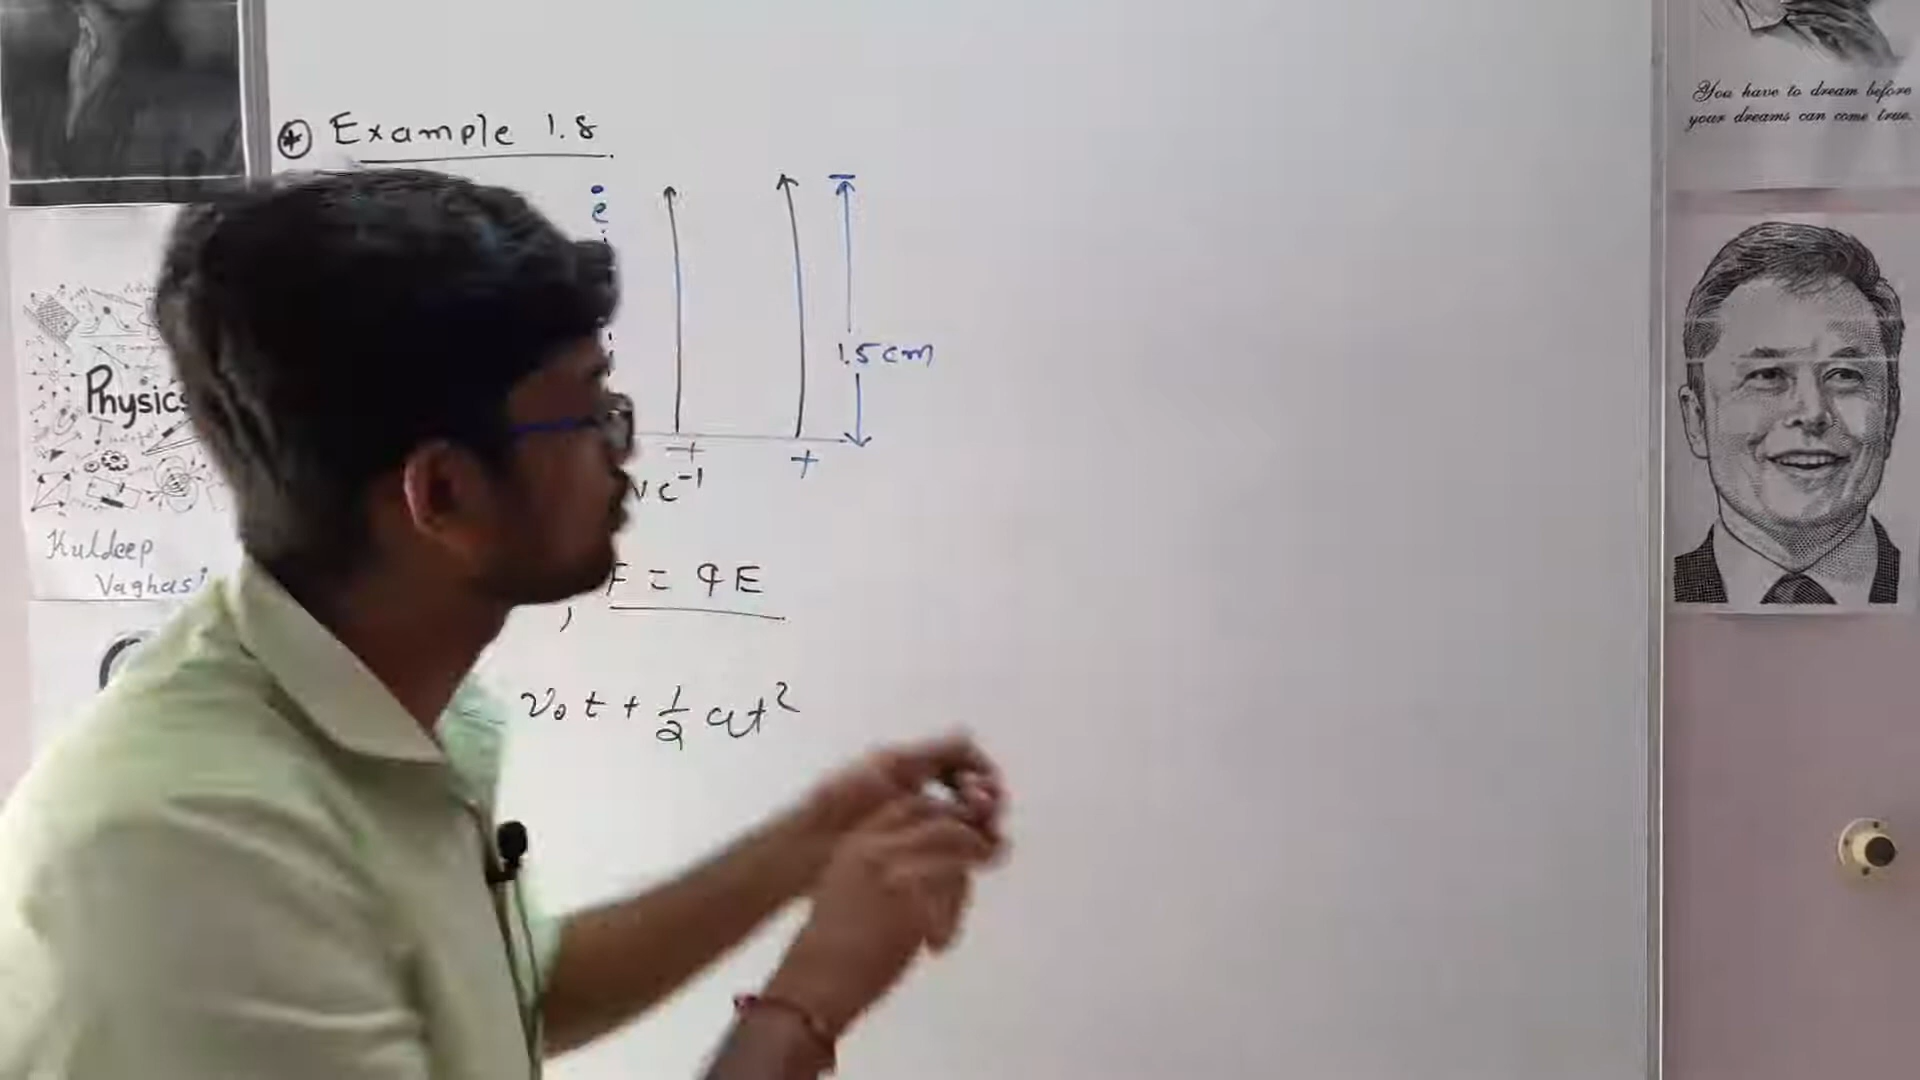 You have to dream before
your dreams can come true.
* Example 1.8
e
1.5 cm
+ +
C⁻¹
Physics
Kuldeep
Vaghasi
F = qE
,
v₀t + 1/2 at²